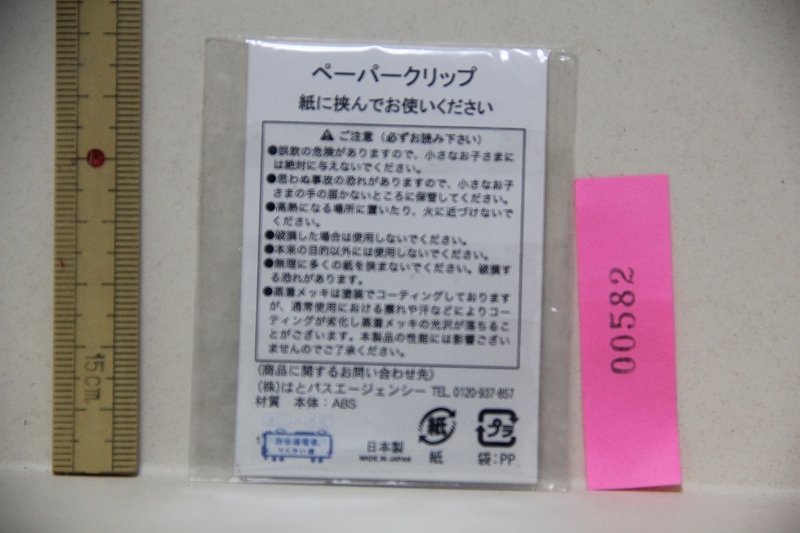 ペーパークリップ
紙に挟んでお使いください
⚠ ご注意（必ずお読み下さい）
●誤飲の危険がありますので、小さなお子さまに
は絶対に与えないでください。
●思わぬ事故の恐れがありますので、小さなお子
さまの手の届かないところに保管してください。
●高熱になる場所に置いたり、火に近づけないで
ください。
●破損した場合は使用しないでください。
●本来の目的以外には使用しないでください。
●無理に多くの紙を挟まないでください。破損す
る恐れがあります。
●蒸着メッキは塗装でコーティングしております
が、通常使用における擦れや汗などによりコー
ティングが劣化し蒸着メッキの光沢が落ちるこ
とがございます。本製品の性能には影響ござい
ませんのでご了承ください。
（商品に関するお問い合わせ先）
(株)はとバスエージェンシー TEL 0120-937-857
材質 本体：ABS
りんかい線
日本製
MADE IN JAPAN
紙
紙
プラ
袋：PP
00582
15cm